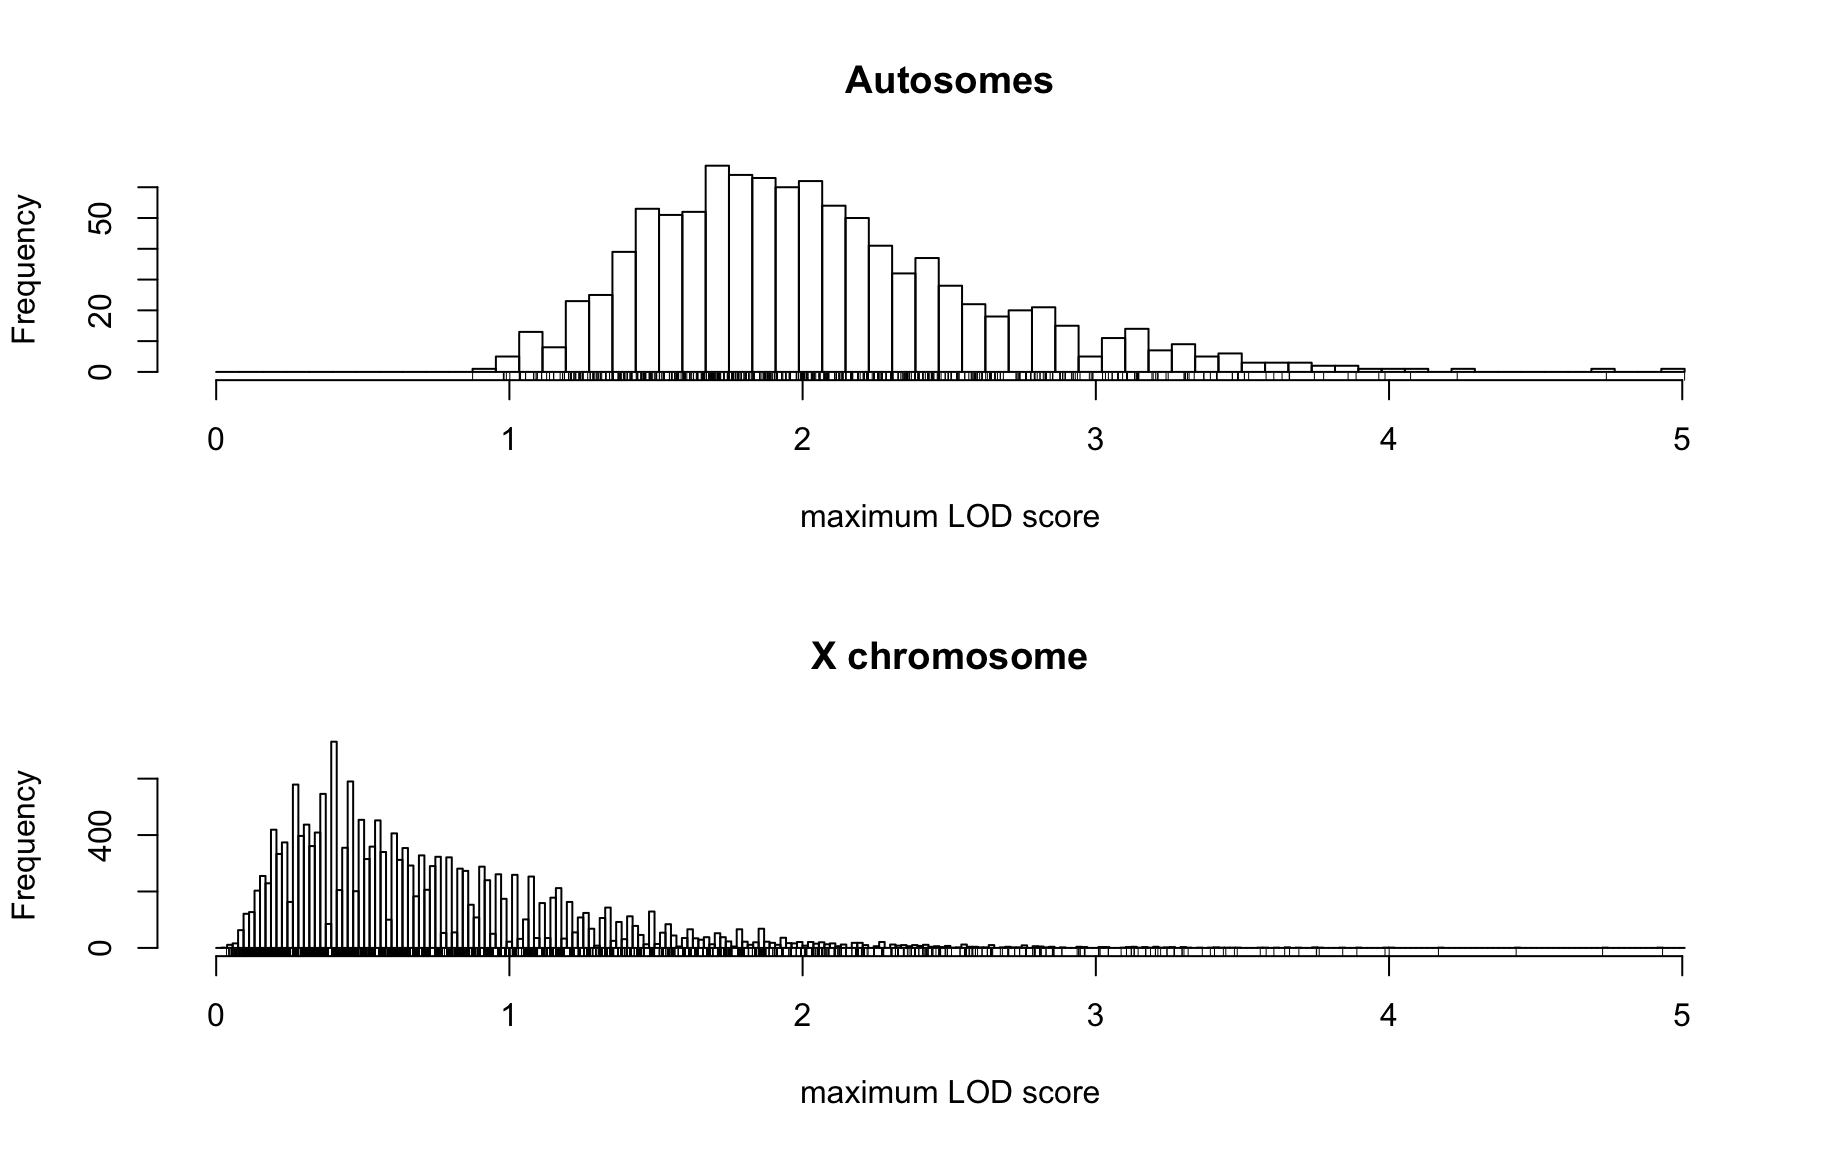 Autosomes
Frequency
50
20
0
0 1 2 3 4 5
maximum LOD score
X chromosome
Frequency
400
0
0 1 2 3 4 5
maximum LOD score